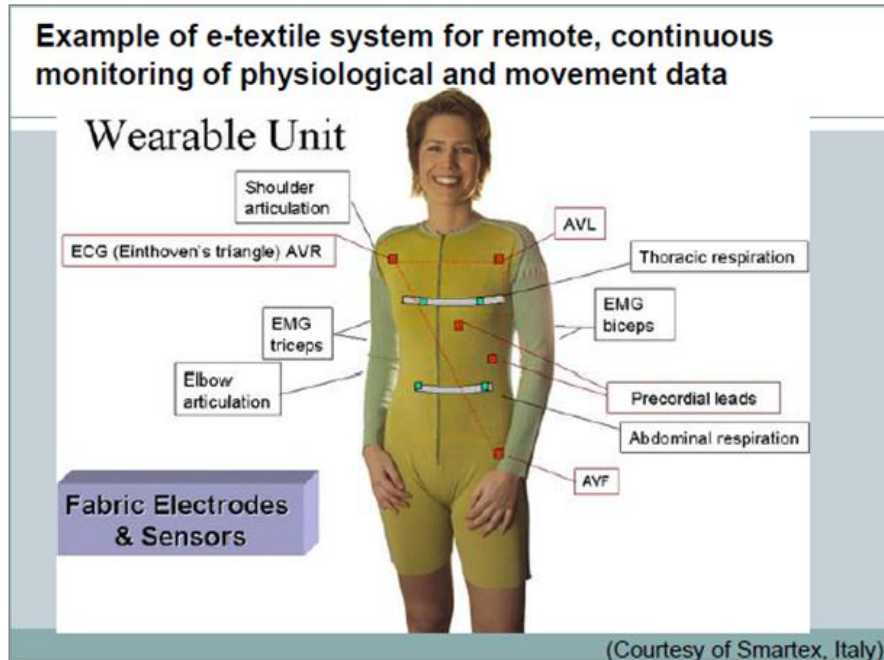 Example of e-textile system for remote, continuous
monitoring of physiological and movement data
Wearable Unit
Shoulder
articulation
ECG (Einthoven's triangle) AVR
AVL
Thoracic respiration
EMG
triceps
EMG
biceps
Elbow
articulation
Precordial leads
Abdominal respiration
AVF
Fabric Electrodes
& Sensors
(Courtesy of Smartex, Italy)